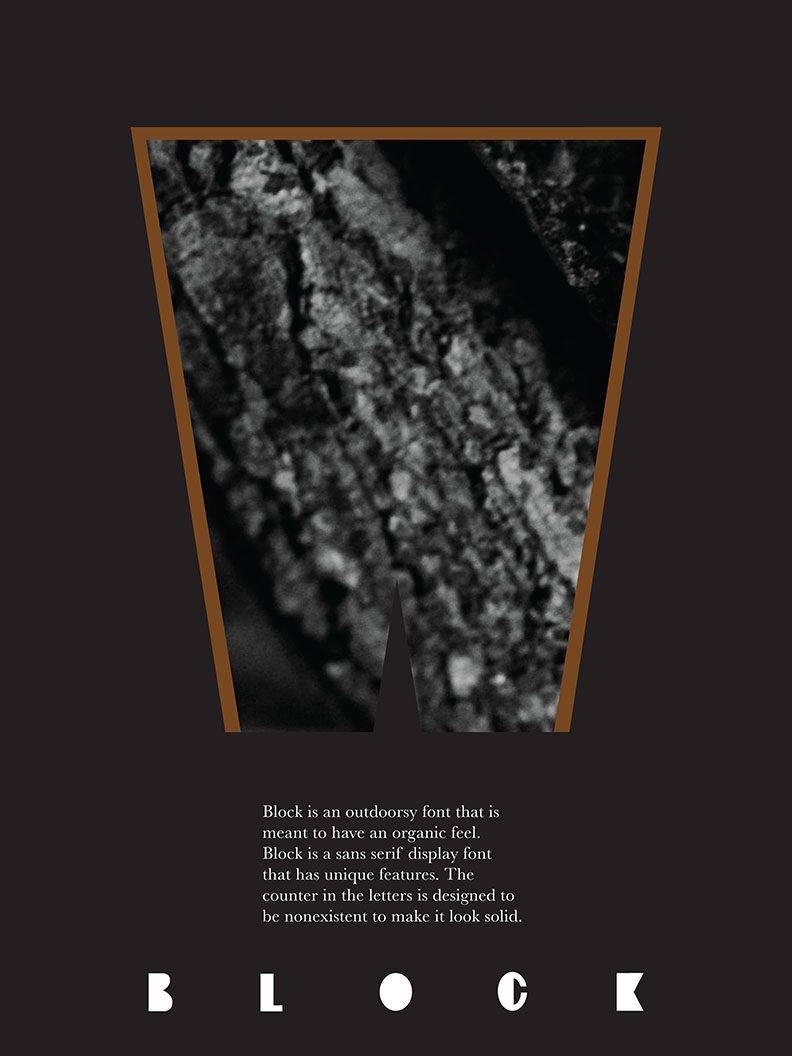 Block is an outdoorsy font that is
meant to have an organic feel.
Block is a sans serif display font
that has unique features. The
counter in the letters is designed to
be nonexistent to make it look solid.
B L O C K